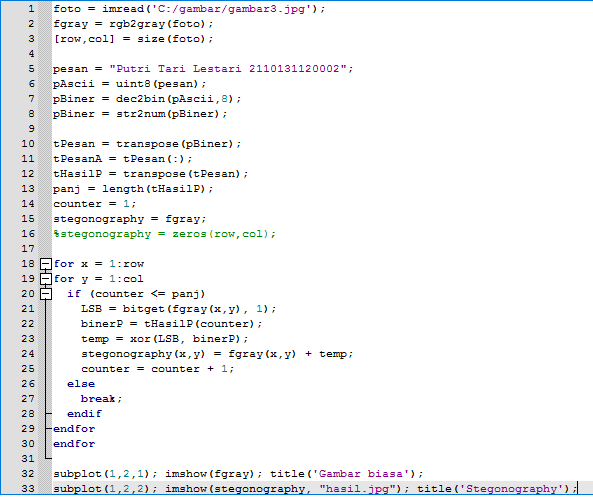 1 foto = imread('C:/gambar/gambar3.jpg');
2 fgray = rgb2gray(foto);
3 [row,col] = size(foto);
4
5 pesan = "Putri Tari Lestari 2110131120002";
6 pAscii = uint8(pesan);
7 pBiner = dec2bin(pAscii,8);
8 pBiner = str2num(pBiner);
9
10 tPesan = transpose(pBiner);
11 tPesanA = tPesan(:);
12 tHasilP = transpose(tPesan);
13 panj = length(tHasilP);
14 counter = 1;
15 stegonography = fgray;
16 %stegonography = zeros(row,col);
17
18 for x = 1:row
19 for y = 1:col
20 if (counter <= panj)
21 LSB = bitget(fgray(x,y), 1);
22 binerP = tHasilP(counter);
23 temp = xor(LSB, binerP);
24 stegonography(x,y) = fgray(x,y) + temp;
25 counter = counter + 1;
26 else
27 break;
28 endif
29 endfor
30 endfor
31
32 subplot(1,2,1); imshow(fgray); title('Gambar biasa');
33 subplot(1,2,2); imshow(stegonography, "hasil.jpg"); title('Stegonography');